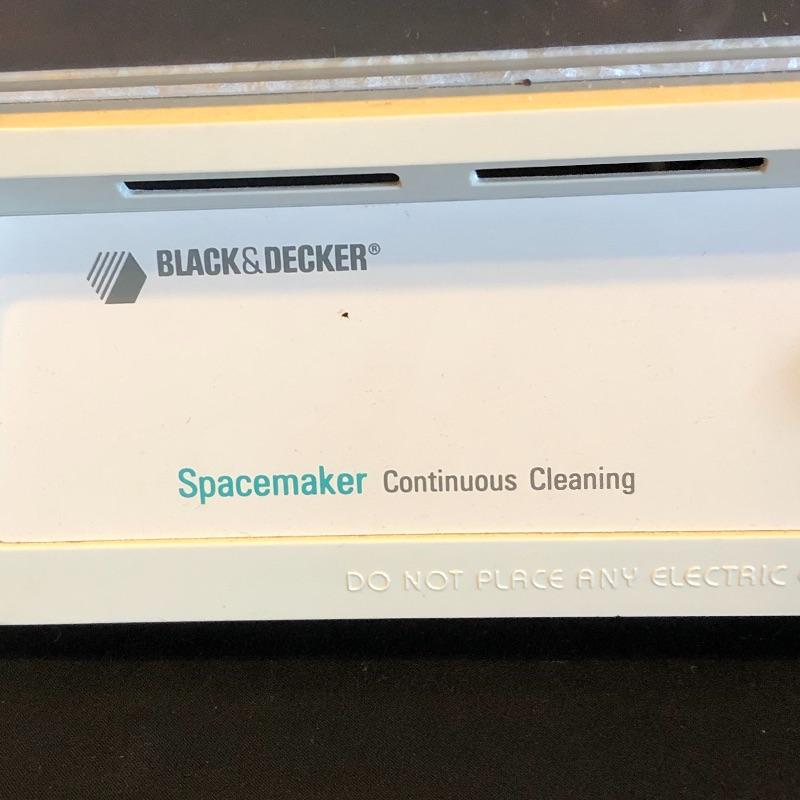 BLACK&DECKER®
Spacemaker Continuous Cleaning
DO NOT PLACE ANY ELECTRIC